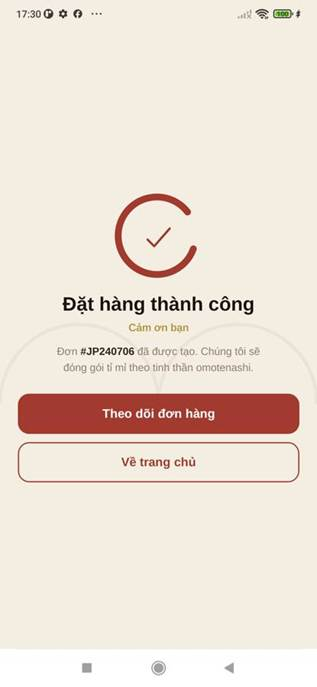 17:30
100
Đặt hàng thành công
Cảm ơn bạn
Đơn #JP240706 đã được tạo. Chúng tôi sẽ
đóng gói tỉ mỉ theo tinh thần omotenashi.
Theo dõi đơn hàng
Về trang chủ